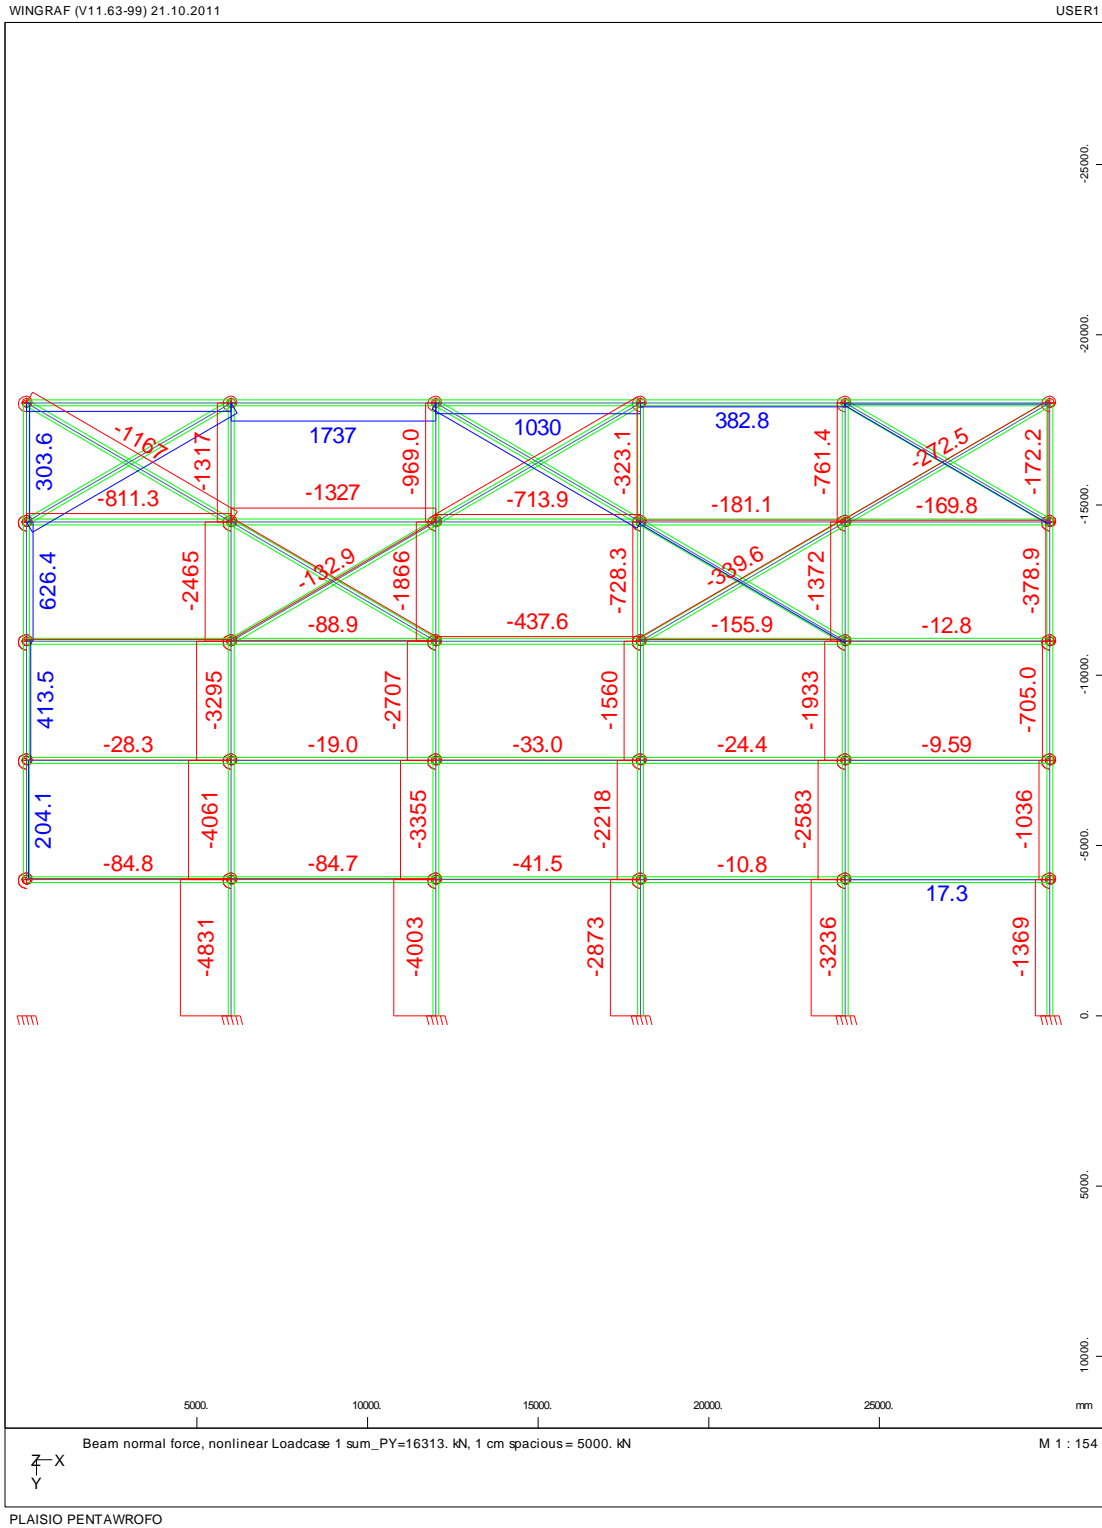 WINGRAF (V11.63-99) 21.10.2011 USER1
-25000.
-20000.
1737 1030 382.8
303.6 -1167 -1317 -969.0 -323.1 -761.4 -272.5 -172.2
-811.3 -1327 -713.9 -181.1 -169.8
-15000.
626.4 -2465 -132.9 -1866 -728.3 -339.6 -1372 -378.9
-88.9 -437.6 -155.9 -12.8
-10000.
413.5 -3295 -2707 -1560 -1933 -705.0
-28.3 -19.0 -33.0 -24.4 -9.59
204.1 -4061 -3355 -2218 -2583 -1036
-5000.
-84.8 -84.7 -41.5 -10.8
17.3
-4831 -4003 -2873 -3236 -1369
0.
5000.
10000.
5000. 10000. 15000. 20000. 25000. mm
Beam normal force, nonlinear Loadcase 1 sum_PY=16313. kN, 1 cm spacious = 5000. kN M 1 : 154
Z X
Y
PLAISIO PENTAWROFO